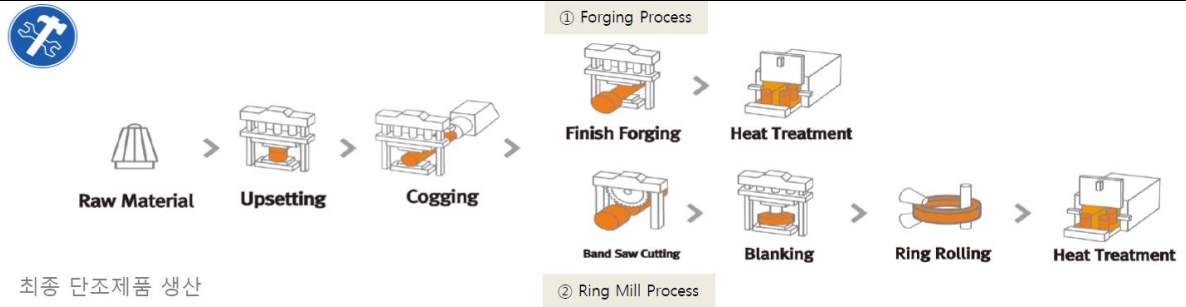 ① Forging Process
Finish Forging
Heat Treatment
Raw Material
Upsetting
Cogging
Band Saw Cutting
Blanking
Ring Rolling
Heat Treatment
최종 단조제품 생산
② Ring Mill Process